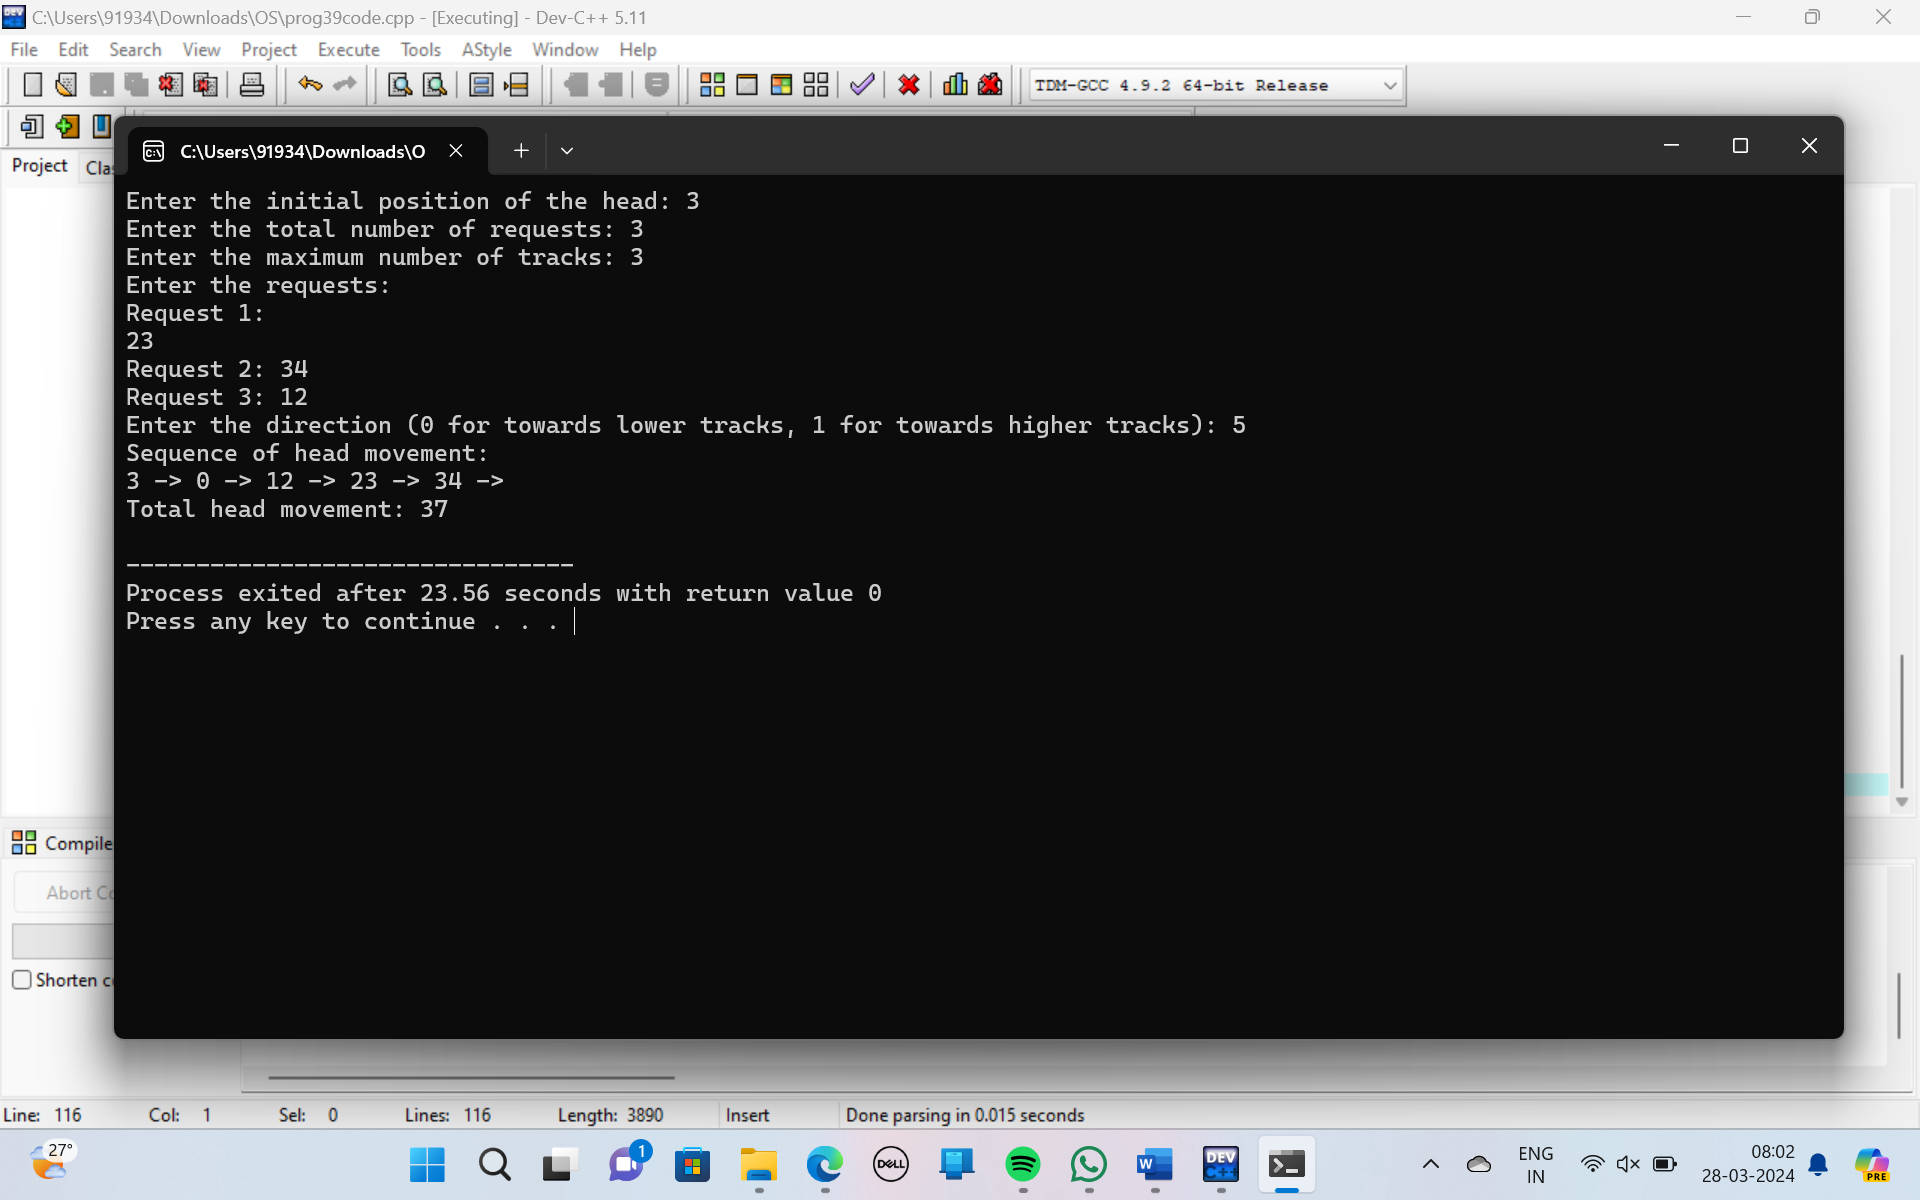 C:\Users\91934\Downloads\OS\prog39code.cpp - [Executing] - Dev-C++ 5.11
File Edit Search View Project Execute Tools AStyle Window Help
TDM-GCC 4.9.2 64-bit Release
Project Cla
C:\Users\91934\Downloads\O
Enter the initial position of the head: 3
Enter the total number of requests: 3
Enter the maximum number of tracks: 3
Enter the requests:
Request 1:
23
Request 2: 34
Request 3: 12
Enter the direction (0 for towards lower tracks, 1 for towards higher tracks): 5
Sequence of head movement:
3 -> 0 -> 12 -> 23 -> 34 ->
Total head movement: 37
--------------------------------
Process exited after 23.56 seconds with return value 0
Press any key to continue . . .
Compile
Abort Co
Shorten c
Line: 116 Col: 1 Sel: 0 Lines: 116 Length: 3890 Insert Done parsing in 0.015 seconds
27°
1
DELL
DEV C++
ENG
IN
08:02
28-03-2024
PRE